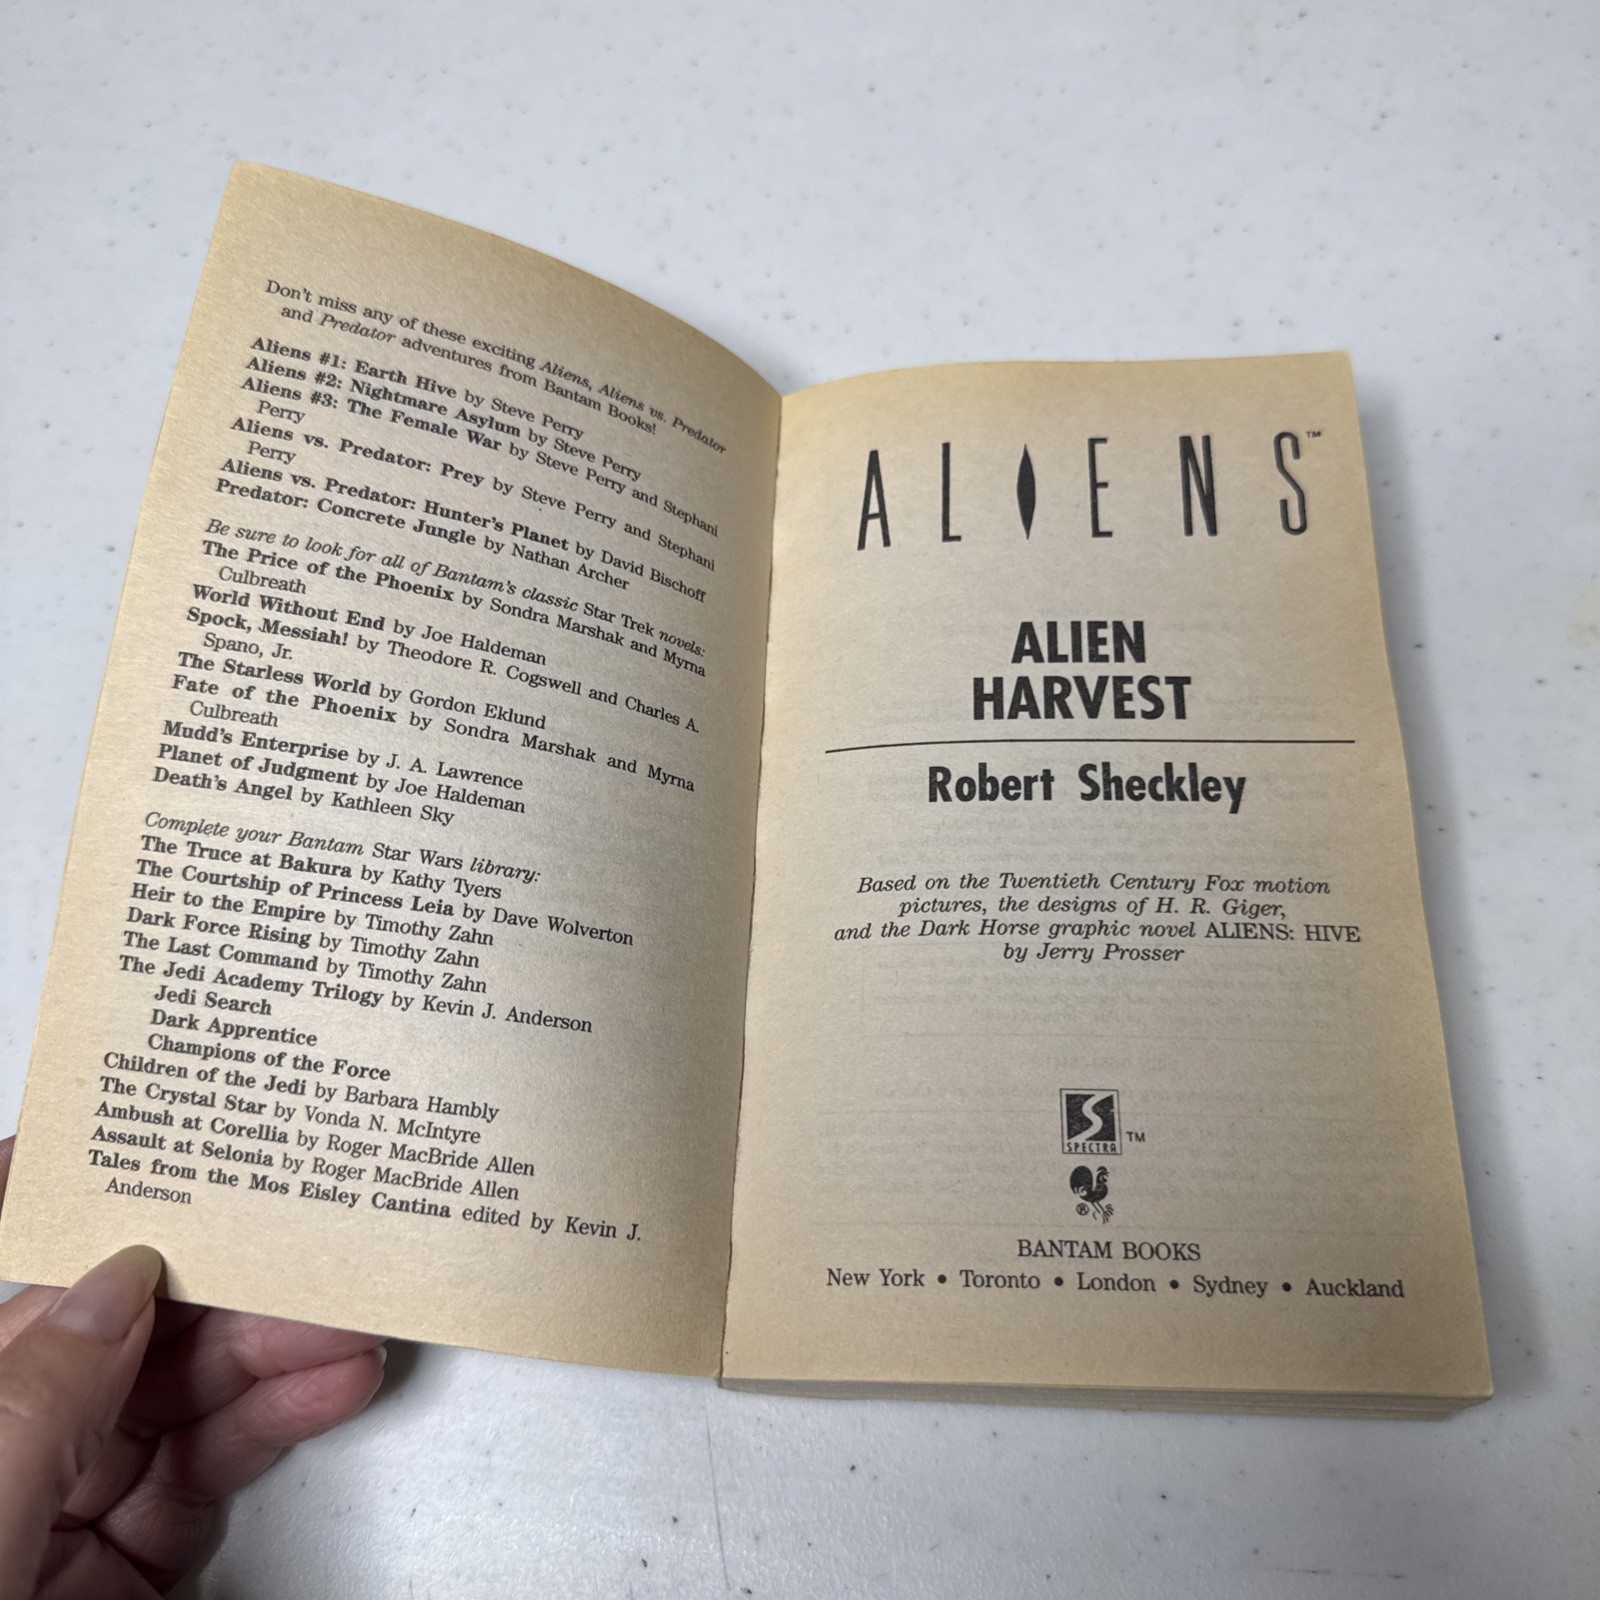 Don't miss any of these exciting Aliens, Aliens vs. Predator
and Predator adventures from Bantam Books!
Aliens #1: Earth Hive by Steve Perry
Aliens #2: Nightmare Asylum by Steve Perry
Aliens #3: The Female War by Steve Perry and Stephani
Perry
Aliens vs. Predator: Prey by Steve Perry and Stephani
Perry
Aliens vs. Predator: Hunter's Planet by David Bischoff
Predator: Concrete Jungle by Nathan Archer
Be sure to look for all of Bantam's classic Star Trek novels:
The Price of the Phoenix by Sondra Marshak and Myrna
Culbreath
World Without End by Joe Haldeman
Spock, Messiah! by Theodore R. Cogswell and Charles A.
Spano, Jr.
The Starless World by Gordon Eklund
Fate of the Phoenix by Sondra Marshak and Myrna
Culbreath
Mudd's Enterprise by J. A. Lawrence
Planet of Judgment by Joe Haldeman
Death's Angel by Kathleen Sky
Complete your Bantam Star Wars library:
The Truce at Bakura by Kathy Tyers
The Courtship of Princess Leia by Dave Wolverton
Heir to the Empire by Timothy Zahn
Dark Force Rising by Timothy Zahn
The Last Command by Timothy Zahn
The Jedi Academy Trilogy by Kevin J. Anderson
Jedi Search
Dark Apprentice
Champions of the Force
Children of the Jedi by Barbara Hambly
The Crystal Star by Vonda N. McIntyre
Ambush at Corellia by Roger MacBride Allen
Assault at Selonia by Roger MacBride Allen
Tales from the Mos Eisley Cantina edited by Kevin J.
Anderson
ALIENS™
ALIEN
HARVEST
Robert Sheckley
Based on the Twentieth Century Fox motion
pictures, the designs of H. R. Giger,
and the Dark Horse graphic novel ALIENS: HIVE
by Jerry Prosser
S
SPECTRA ™
®
BANTAM BOOKS
New York • Toronto • London • Sydney • Auckland